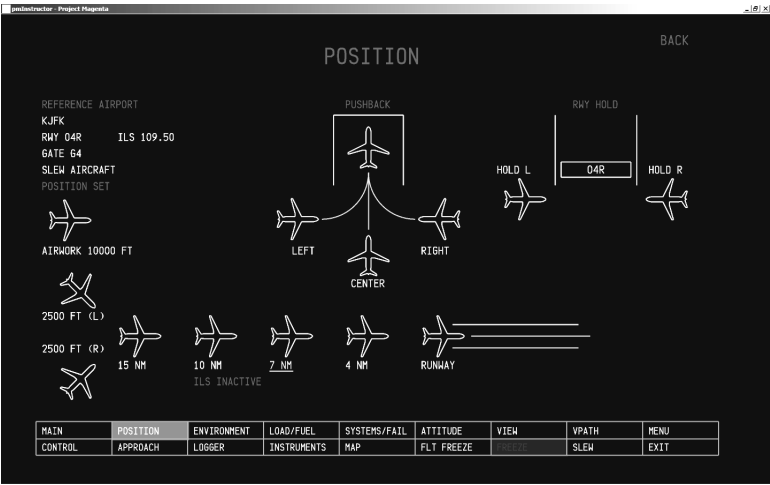 pmInstructor - Project Magenta
BACK
POSITION
REFERENCE AIRPORT
PUSHBACK
RWY HOLD
KJFK
RWY 04R ILS 109.50
GATE G4
SLEW AIRCRAFT
HOLD L
04R
HOLD R
POSITION SET
AIRWORK 10000 FT
LEFT
RIGHT
CENTER
2500 FT (L)
2500 FT (R)
15 NM
10 NM
7 NM
4 NM
RUNWAY
ILS INACTIVE
MAIN POSITION ENVIRONMENT LOAD/FUEL SYSTEMS/FAIL ATTITUDE VIEW VPATH MENU
CONTROL APPROACH LOGGER INSTRUMENTS MAP FLT FREEZE FREEZE SLEW EXIT